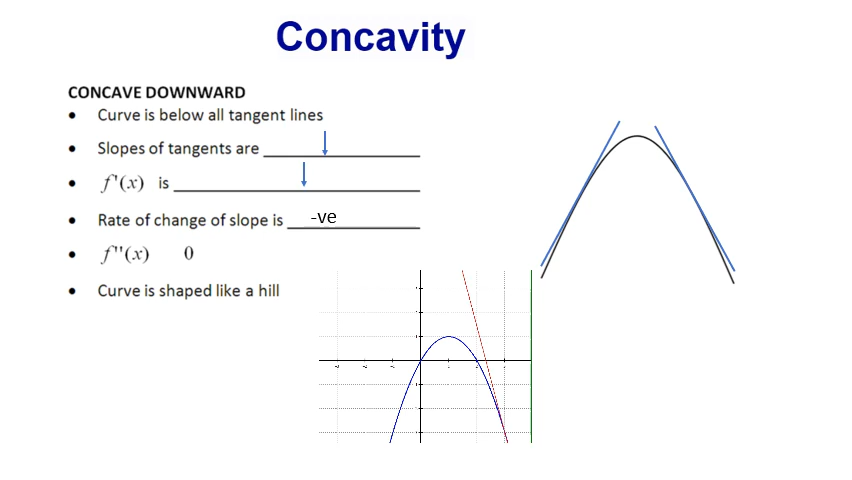 Concavity
CONCAVE DOWNWARD
• Curve is below all tangent lines
• Slopes of tangents are ↓
• f'(x) is ↓
• Rate of change of slope is -ve
• f''(x) 0
• Curve is shaped like a hill